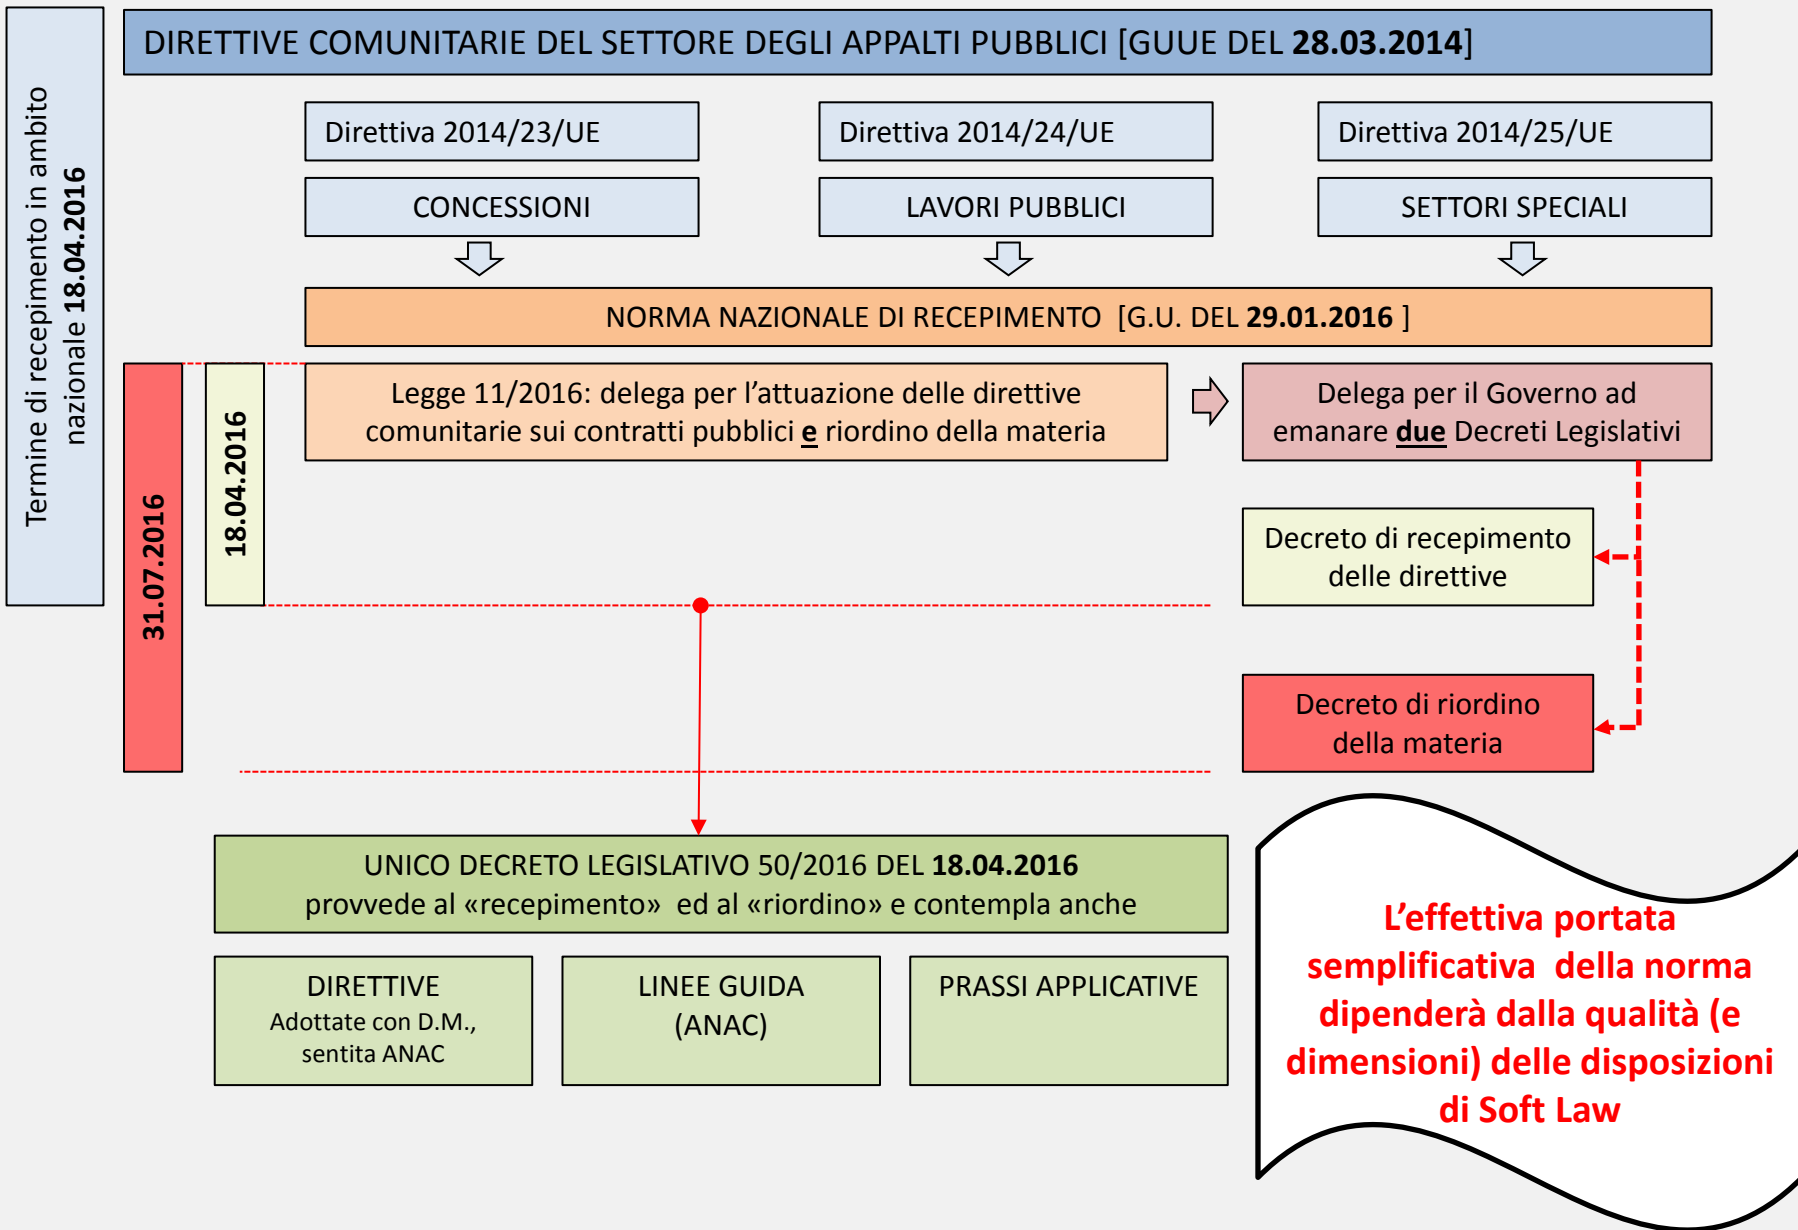 DIRETTIVE COMUNITARIE DEL SETTORE DEGLI APPALTI PUBBLICI [GUUE DEL 28.03.2014]
Termine di recepimento in ambito
nazionale 18.04.2016
Direttiva 2014/23/UE
Direttiva 2014/24/UE
Direttiva 2014/25/UE
CONCESSIONI
LAVORI PUBBLICI
SETTORI SPECIALI
NORMA NAZIONALE DI RECEPIMENTO [G.U. DEL 29.01.2016 ]
31.07.2016
18.04.2016
Legge 11/2016: delega per l’attuazione delle direttive
comunitarie sui contratti pubblici e riordino della materia
Delega per il Governo ad
emanare due Decreti Legislativi
Decreto di recepimento
delle direttive
Decreto di riordino
della materia
UNICO DECRETO LEGISLATIVO 50/2016 DEL 18.04.2016
provvede al «recepimento» ed al «riordino» e contempla anche
DIRETTIVE
Adottate con D.M.,
sentita ANAC
LINEE GUIDA
(ANAC)
PRASSI APPLICATIVE
L’effettiva portata
semplificativa della norma
dipenderà dalla qualità (e
dimensioni) delle disposizioni
di Soft Law